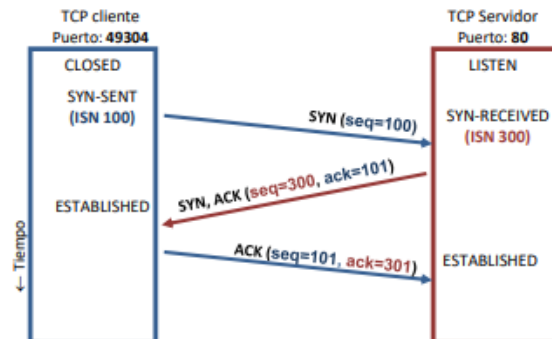 TCP cliente
Puerto: 49304
TCP Servidor
Puerto: 80
CLOSED
LISTEN
SYN-SENT
(ISN 100)
SYN (seq=100)
SYN-RECEIVED
(ISN 300)
SYN, ACK (seq=300, ack=101)
ESTABLISHED
ACK (seq=101, ack=301)
ESTABLISHED
← Tiempo